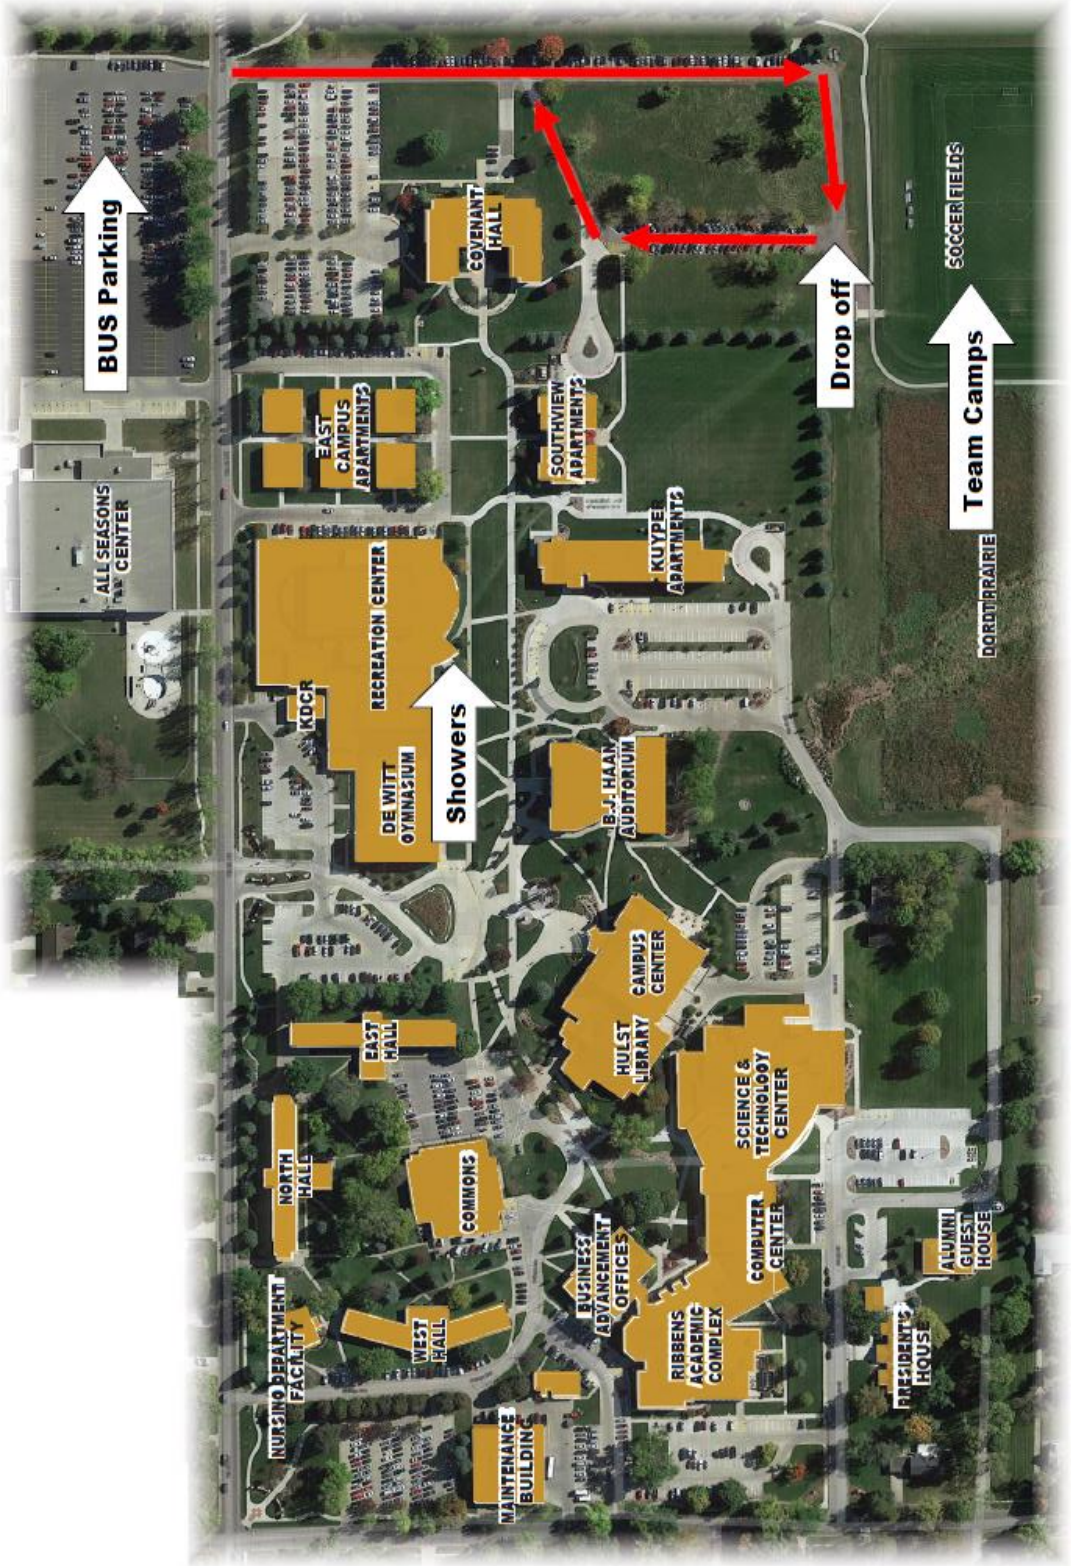 BUS Parking
ALL SEASONS
CENTER
NURSING DEPARTMENT
FACILITY
NORTH
HALL
KDCR
EAST
CAMPUS
APARTMENTS
EAST
HALL
RECREATON CENTER
DE WITT
GYMNASIUM
WEST
HALL
COMMONS
Showers
COVENANT
HALL
MAINTENANCE
BUILDING
SOUTHVIEW
APARTMENTS
BUSINESS/
ADVANCEMENT
OFFICES
B.J. HAAN
AUDITORIUM
HULST
LIBRARY
CAMPUS
CENTER
KUYPER
APARTMENTS
RIBBENS
ACADEMIC
COMPLEX
COMPUTER
CENTER
SCIENCE &
TECHNOLOGY
CENTER
Drop off
PRESIDENT'S
HOUSE
ALUMNI
GUEST
HOUSE
SOCCER FIELDS
Team Camps
DORDT PRAIRIE